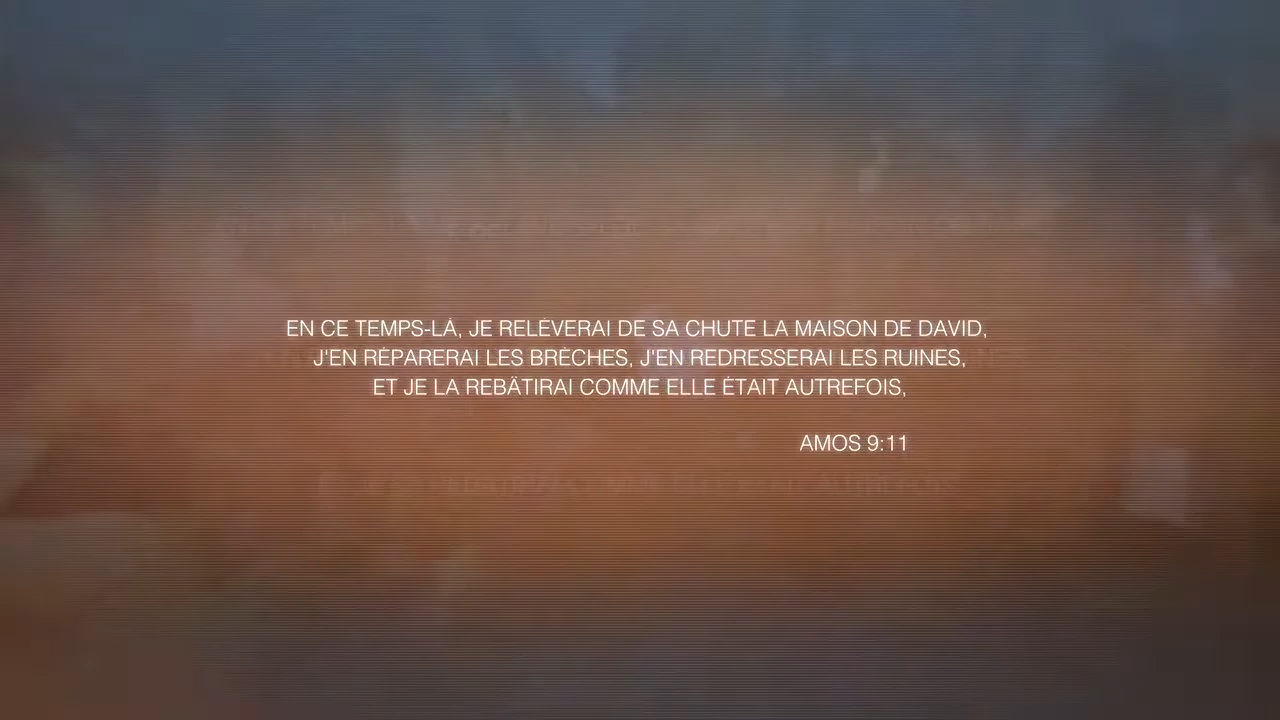 EN CE TEMPS-LÀ, JE RELÈVERAI DE SA CHUTE LA MAISON DE DAVID,
J'EN RÉPARERAI LES BRÈCHES, J'EN REDRESSERAI LES RUINES,
ET JE LA REBÂTIRAI COMME ELLE ÉTAIT AUTREFOIS,
AMOS 9:11